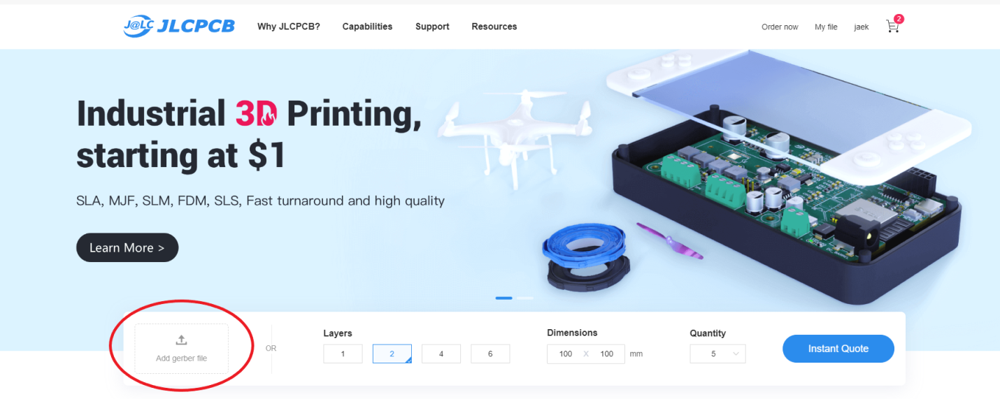 J@LC JLCPCB
Why JLCPCB? Capabilities Support Resources
Order now My file jaek 2
Industrial 3D Printing,
starting at $1
SLA, MJF, SLM, FDM, SLS, Fast turnaround and high quality
Learn More >
Add gerber file
OR
Layers
1 2 4 6
Dimensions
100 X 100 mm
Quantity
5
Instant Quote